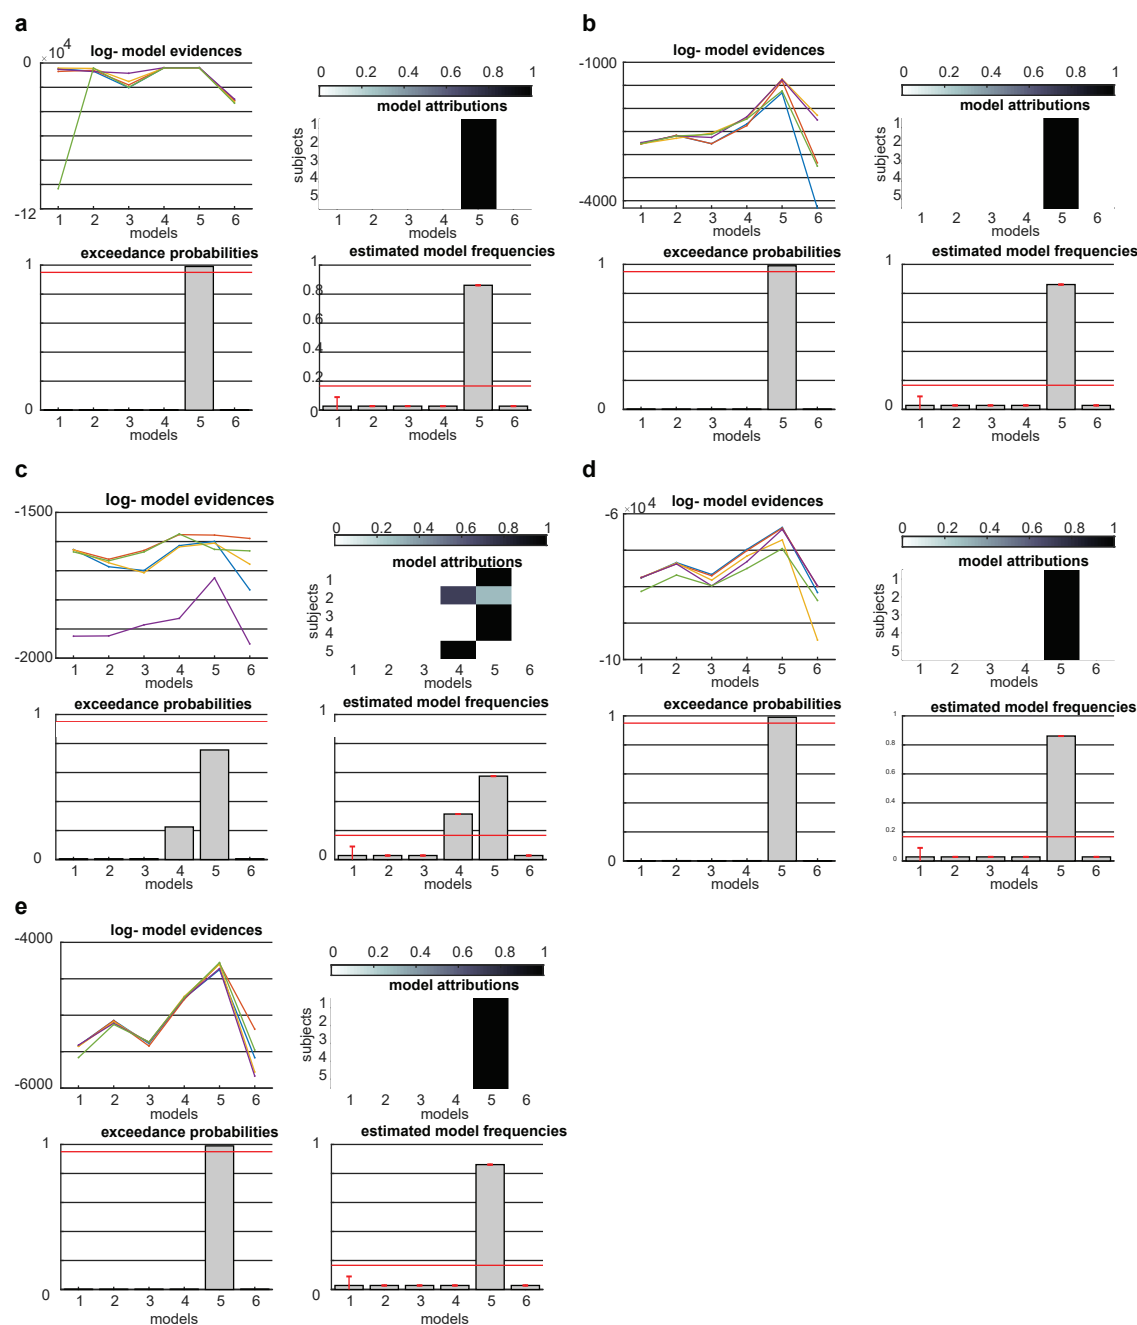 a
×10^4
log- model evidences
0
-12
1 2 3 4 5 6
models
0 0.2 0.4 0.6 0.8 1
model attributions
subjects
1
2
3
4
5
1 2 3 4 5 6
models
exceedance probabilities
1
0
1 2 3 4 5 6
models
estimated model frequencies
1
0.8
0.6
0.4
0.2
0
1 2 3 4 5 6
models
b
log- model evidences
-1000
-4000
1 2 3 4 5 6
models
0 0.2 0.4 0.6 0.8 1
model attributions
subjects
1
2
3
4
5
1 2 3 4 5 6
models
exceedance probabilities
1
0
1 2 3 4 5 6
models
estimated model frequencies
1
0
1 2 3 4 5 6
models
c
log- model evidences
-1500
-2000
1 2 3 4 5 6
models
0 0.2 0.4 0.6 0.8 1
model attributions
subjects
1
2
3
4
5
1 2 3 4 5 6
models
exceedance probabilities
1
0
1 2 3 4 5 6
models
estimated model frequencies
1
0
1 2 3 4 5 6
models
d
×10^4
log- model evidences
-6
-10
1 2 3 4 5 6
models
0 0.2 0.4 0.6 0.8 1
model attributions
subjects
1
2
3
4
5
1 2 3 4 5 6
models
exceedance probabilities
1
0
1 2 3 4 5 6
models
estimated model frequencies
1
0.8
0.6
0.4
0.2
0
1 2 3 4 5 6
models
e
log- model evidences
-4000
-6000
1 2 3 4 5 6
models
0 0.2 0.4 0.6 0.8 1
model attributions
subjects
1
2
3
4
5
1 2 3 4 5 6
models
exceedance probabilities
1
0
1 2 3 4 5 6
models
estimated model frequencies
1
0
1 2 3 4 5 6
models